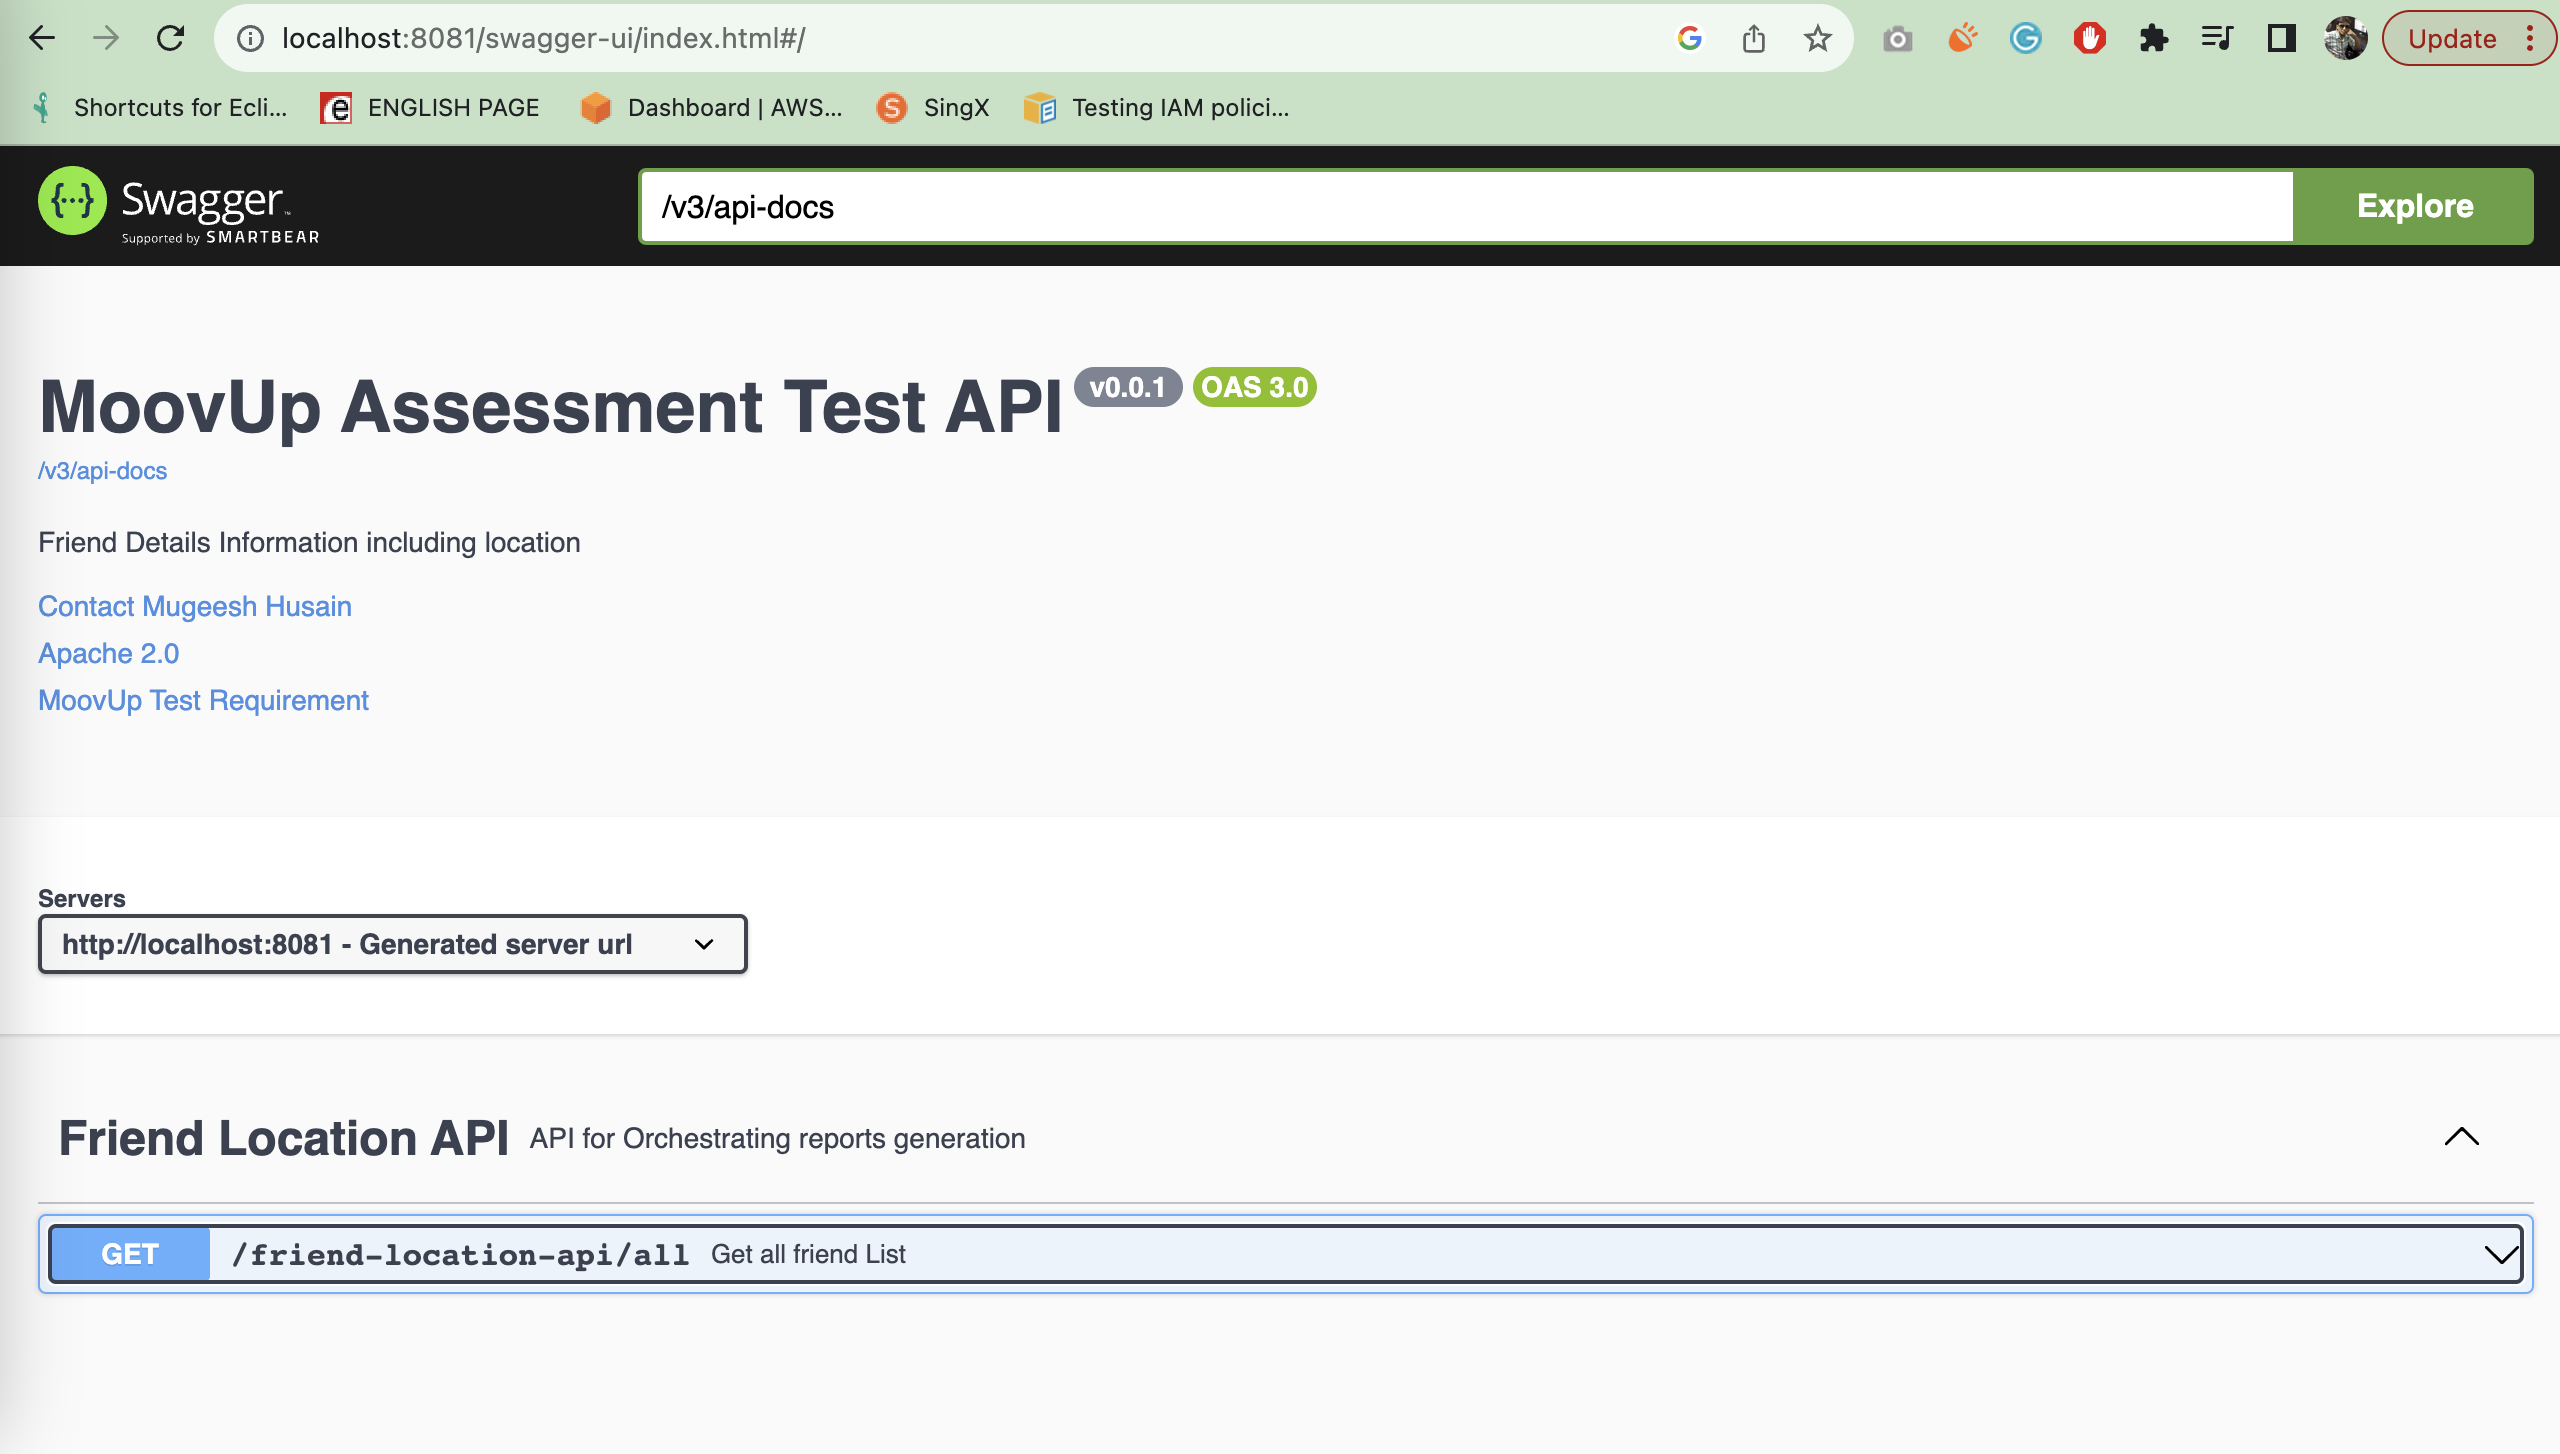 localhost:8081/swagger-ui/index.html#/
Update
Shortcuts for Ecli...
ENGLISH PAGE
Dashboard | AWS...
SingX
Testing IAM polici...
Swagger
Supported by SMARTBEAR
/v3/api-docs
Explore
MoovUp Assessment Test API v0.0.1 OAS 3.0
/v3/api-docs
Friend Details Information including location
Contact Mugeesh Husain
Apache 2.0
MoovUp Test Requirement
Servers
http://localhost:8081 - Generated server url
Friend Location API API for Orchestrating reports generation
GET /friend-location-api/all Get all friend List